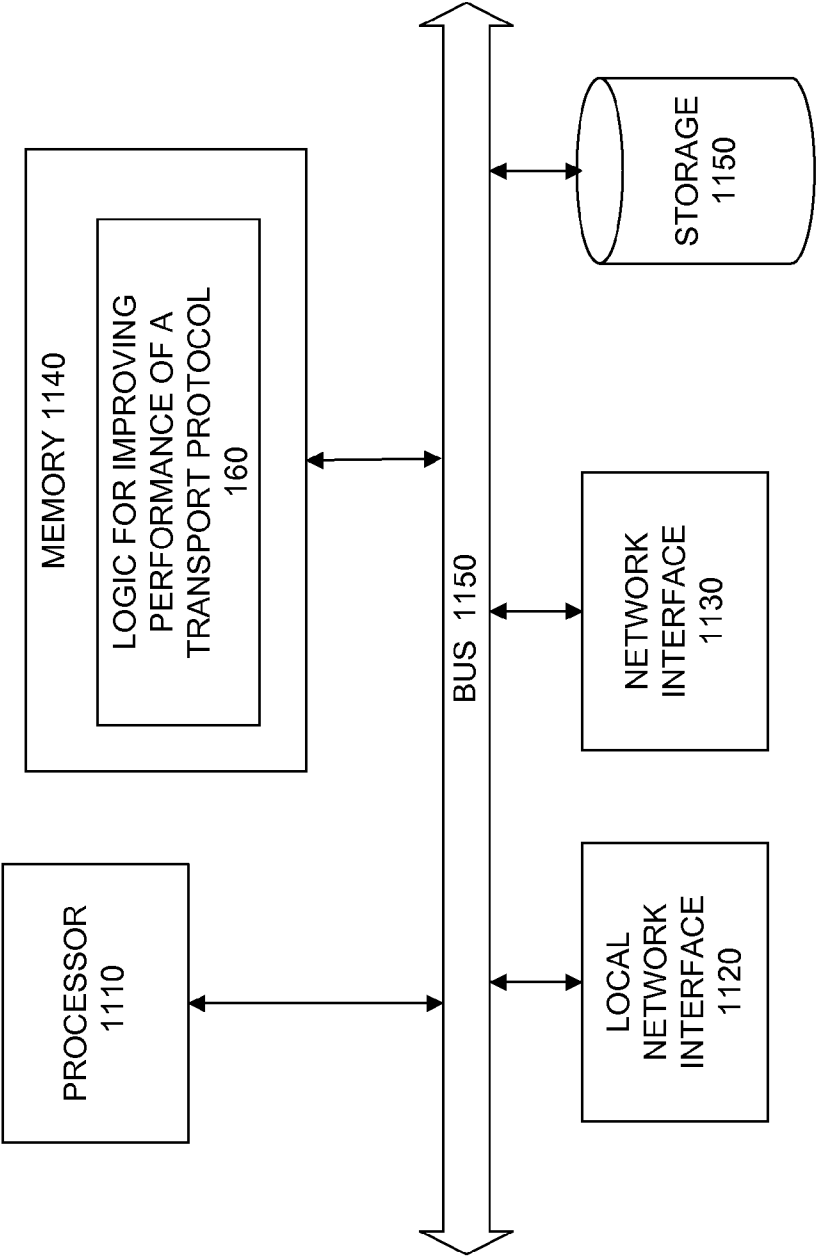 PROCESSOR
1110
MEMORY 1140
LOGIC FOR IMPROVING
PERFORMANCE OF A
TRANSPORT PROTOCOL
160
BUS 1150
LOCAL
NETWORK
INTERFACE
1120
NETWORK
INTERFACE
1130
STORAGE
1150